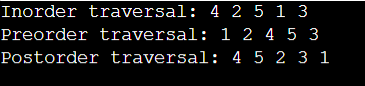 Inorder traversal: 4 2 5 1 3
Preorder traversal: 1 2 4 5 3
Postorder traversal: 4 5 2 3 1